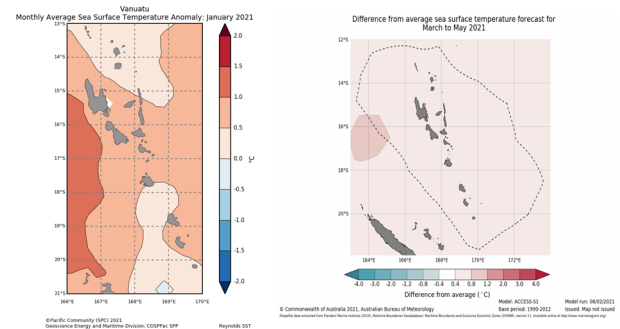 Vanuatu
Monthly Average Sea Surface Temperature Anomaly: January 2021
13°S
14°S
15°S
16°S
17°S
18°S
19°S
20°S
21°S
166°E
167°E
168°E
169°E
170°E
2.0
1.5
1.0
0.5
0.0
-0.5
-1.0
-1.5
-2.0
°C
©Pacific Community (SPC) 2021
Geoscience Energy and Maritime Division, COSPPac SPP
Reynolds SST
Difference from average sea surface temperature forecast for
March to May 2021
12°S
14°S
16°S
18°S
20°S
164°E
166°E
168°E
170°E
172°E
-4.0 -3.0 -2.0 -1.2 -0.8 -0.4 0.4 0.8 1.2 2.0 3.0 4.0
Difference from average (°C)
Model: ACCESS-S1
Model run: 06/02/2021
© Commonwealth of Australia 2021, Australian Bureau of Meteorology
Base period: 1990-2012
Issued: Map not issued